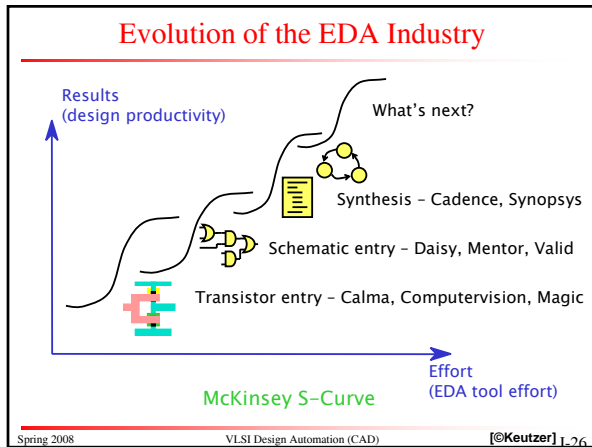 Evolution of the EDA Industry
Results
(design productivity)
What's next?
Synthesis – Cadence, Synopsys
Schematic entry – Daisy, Mentor, Valid
Transistor entry – Calma, Computervision, Magic
Effort
(EDA tool effort)
McKinsey S-Curve
[©Keutzer]
Spring 2008 VLSI Design Automation (CAD) I-26